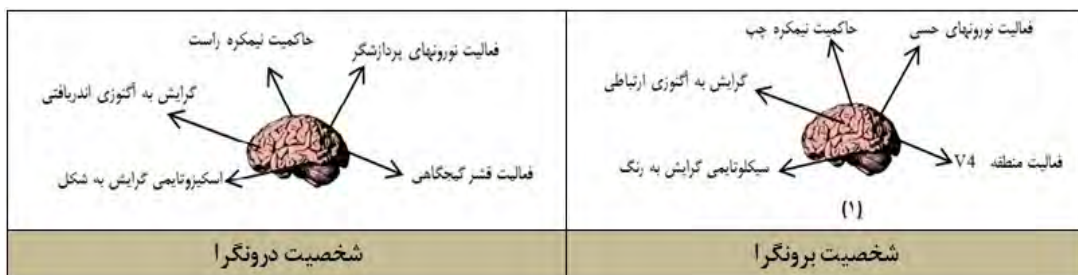 فعالیت نورونهای حسی
حاکمیت نیمکره چپ
گرایش به آگنوزی ارتباطی
سیکلوتایمی گرایش به رنگ
فعالیت منطقه V4
(۱)
شخصیت برونگرا
حاکمیت نیمکره راست
فعالیت نورونهای پردازشگر
گرایش به آگنوزی اندریافتی
اسکیزوتایمی گرایش به شکل
فعالیت قشر گیجگاهی
شخصیت درونگرا